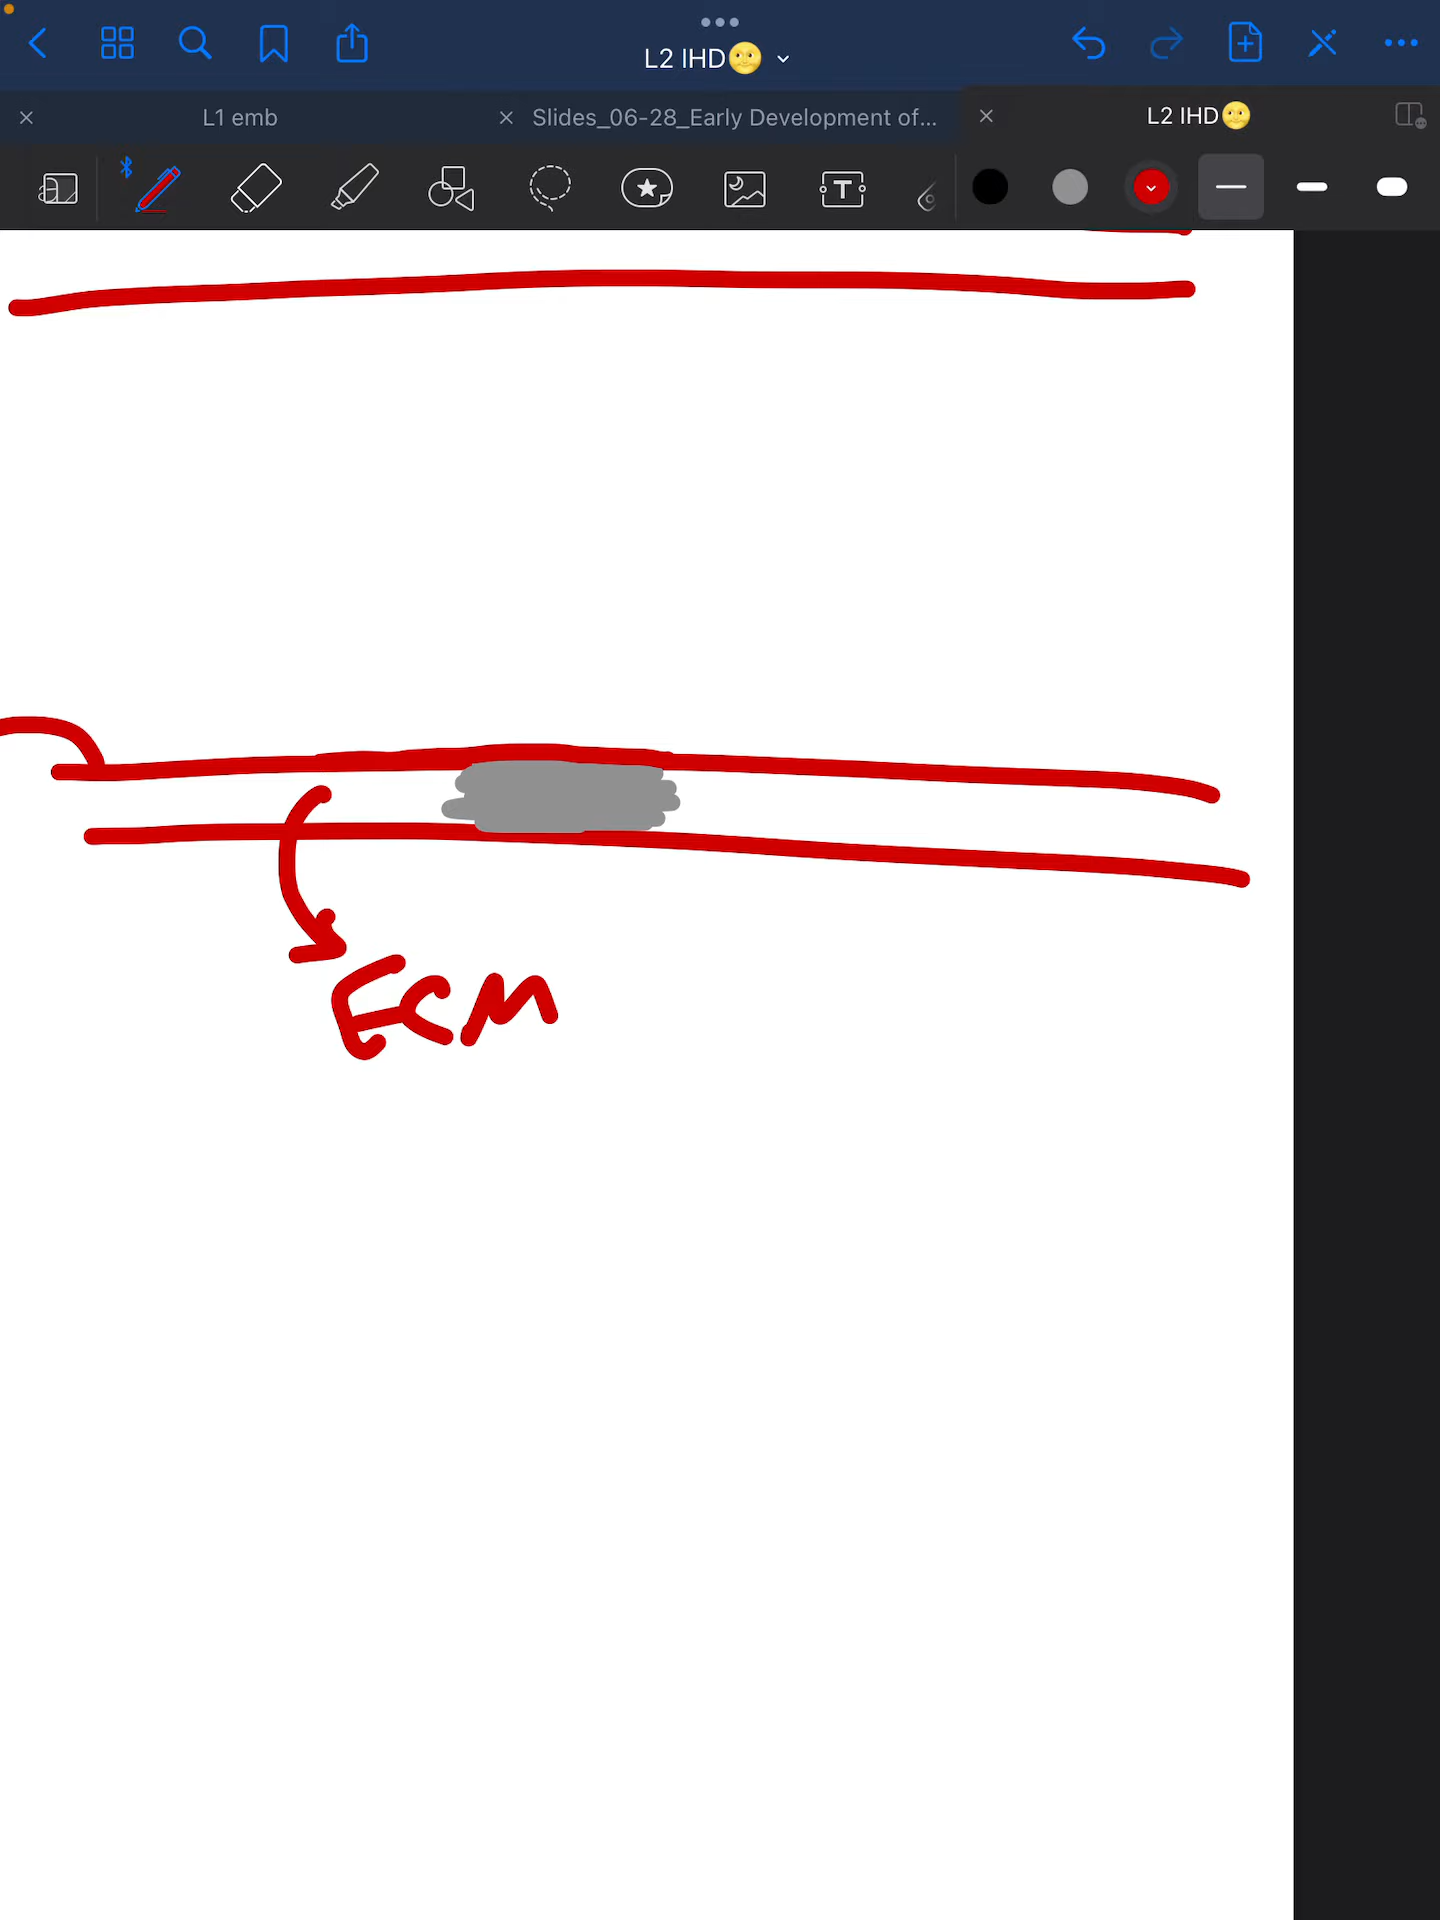 L2 IHD🌝
L1 emb
Slides_06-28_Early Development of...
L2 IHD🌝
T
ECM